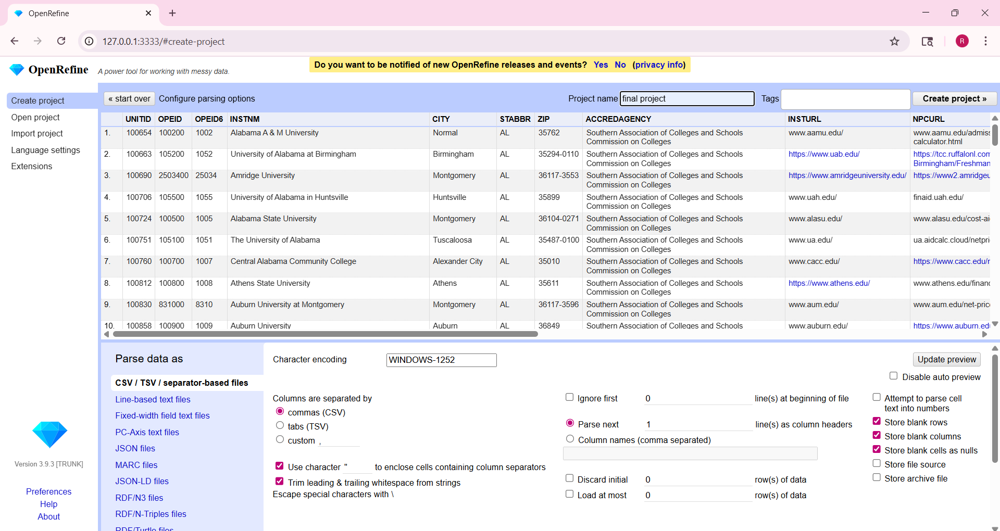 OpenRefine
127.0.0.1:3333/#create-project
R
OpenRefine A power tool for working with messy data.
Do you want to be notified of new OpenRefine releases and events? Yes No (privacy info)
Create project
Open project
Import project
Language settings
Extensions
« start over Configure parsing options Project name final project Tags Create project »
UNITID OPEID OPEID6 INSTNM CITY STABBR ZIP ACCREDAGENCY INSTURL NPCURL
1. 100654 100200 1002 Alabama A & M University Normal AL 35762 Southern Association of Colleges and Schools www.aamu.edu/ www.aamu.edu/admiss
Commission on Colleges calculator.html
2. 100663 105200 1052 University of Alabama at Birmingham Birmingham AL 35294-0110 Southern Association of Colleges and Schools https://www.uab.edu/ https://tcc.ruffalonl.com
Commission on Colleges Birmingham/Freshman
3. 100690 2503400 25034 Amridge University Montgomery AL 36117-3553 Southern Association of Colleges and Schools https://www.amridgeuniversity.edu/ https://www2.amridgeu
Commission on Colleges
4. 100706 105500 1055 University of Alabama in Huntsville Huntsville AL 35899 Southern Association of Colleges and Schools www.uah.edu/ finaid.uah.edu/
Commission on Colleges
5. 100724 100500 1005 Alabama State University Montgomery AL 36104-0271 Southern Association of Colleges and Schools www.alasu.edu/ www.alasu.edu/cost-ai
Commission on Colleges
6. 100751 105100 1051 The University of Alabama Tuscaloosa AL 35487-0100 Southern Association of Colleges and Schools www.ua.edu/ ua.aidcalc.cloud/netpri
Commission on Colleges
7. 100760 100700 1007 Central Alabama Community College Alexander City AL 35010 Southern Association of Colleges and Schools www.cacc.edu/ https://www.cacc.edu/r
Commission on Colleges
8. 100812 100800 1008 Athens State University Athens AL 35611 Southern Association of Colleges and Schools https://www.athens.edu/ www.athens.edu/financ
Commission on Colleges
9. 100830 831000 8310 Auburn University at Montgomery Montgomery AL 36117-3596 Southern Association of Colleges and Schools www.aum.edu/ www.aum.edu/net-pric
Commission on Colleges
10. 100858 100900 1009 Auburn University Auburn AL 36849 Southern Association of Colleges and Schools www.auburn.edu/ https://www.auburn.edu
Parse data as
CSV / TSV / separator-based files
Line-based text files
Fixed-width field text files
PC-Axis text files
JSON files
MARC files
JSON-LD files
RDF/N3 files
RDF/N-Triples files
RDF/Turtle files
Character encoding WINDOWS-1252
Update preview
Disable auto preview
Columns are separated by
commas (CSV)
tabs (TSV)
custom ,
Use character " to enclose cells containing column separators
Trim leading & trailing whitespace from strings
Escape special characters with \
Ignore first 0 line(s) at beginning of file
Parse next 1 line(s) as column headers
Column names (comma separated)
Discard initial 0 row(s) of data
Load at most 0 row(s) of data
Attempt to parse cell
text into numbers
Store blank rows
Store blank columns
Store blank cells as nulls
Store file source
Store archive file
Version 3.9.3 [TRUNK]
Preferences
Help
About